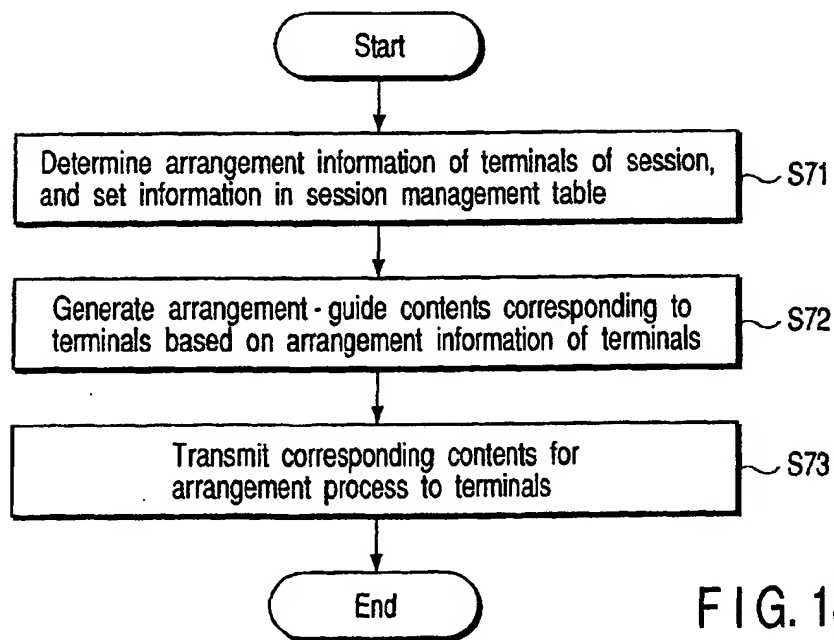 Start
Determine arrangement information of terminals of session,
and set information in session management table
S71
Generate arrangement-guide contents corresponding to
terminals based on arrangement information of terminals
S72
Transmit corresponding contents for
arrangement process to terminals
S73
End
FIG. 1